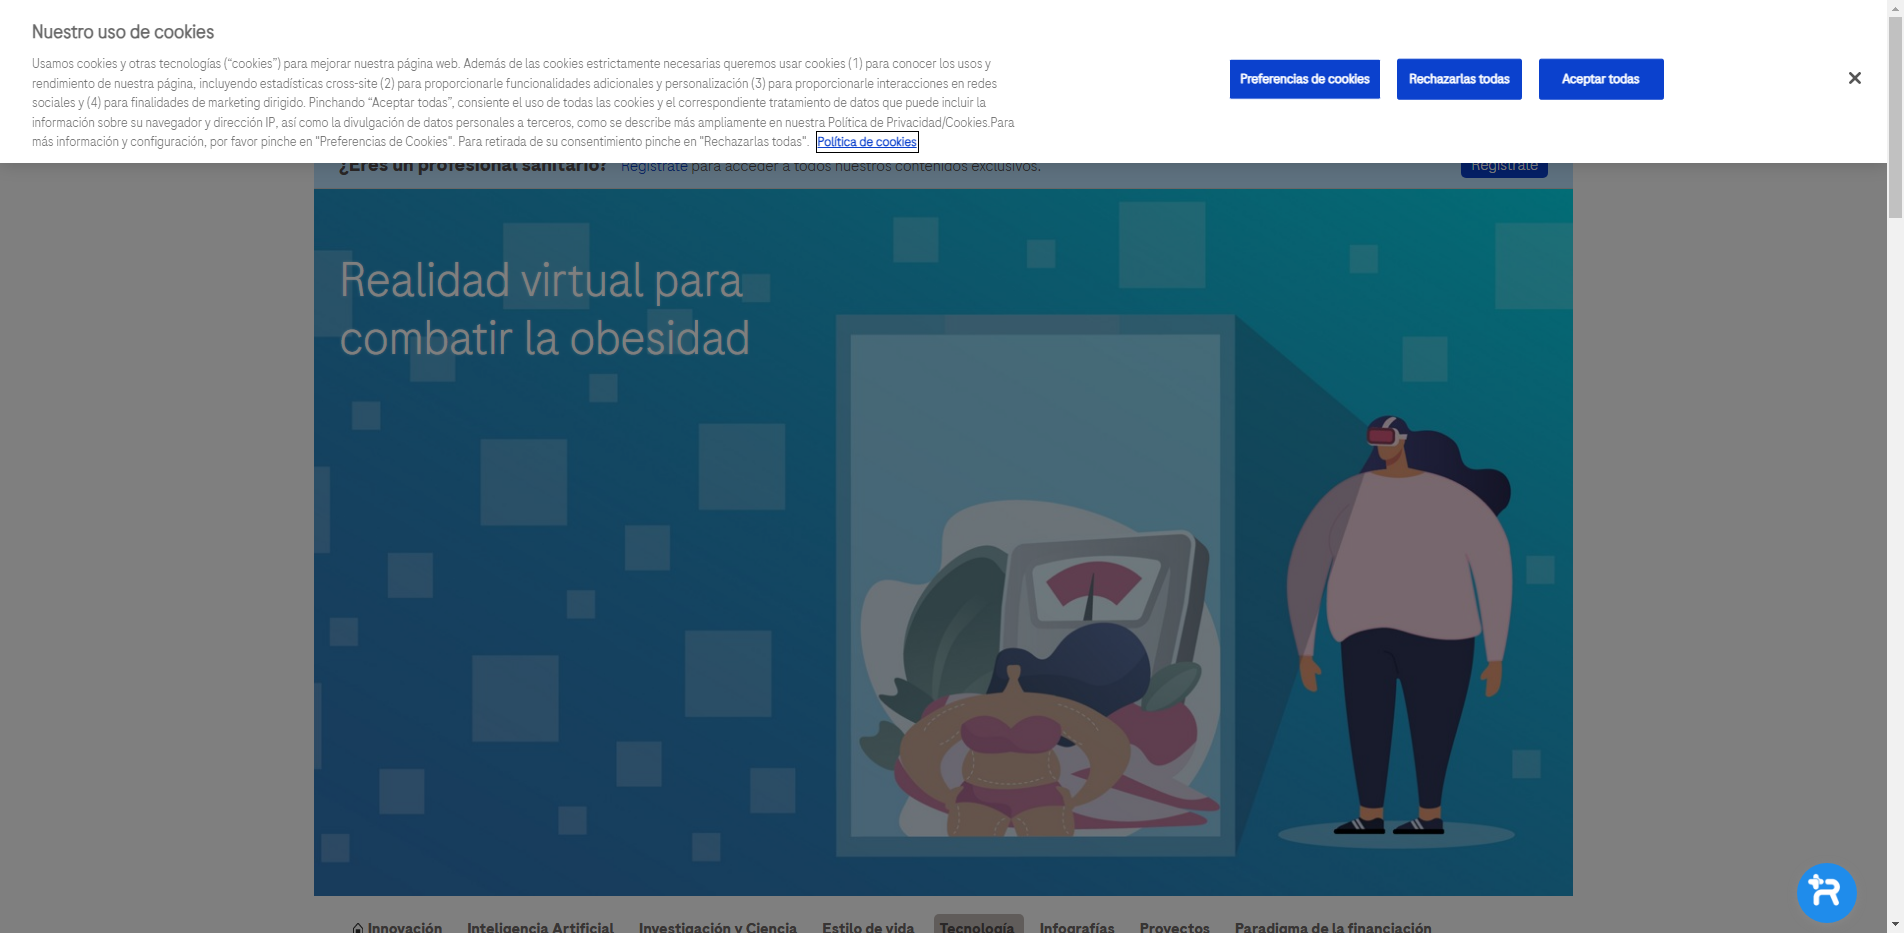 Nuestro uso de cookies
Usamos cookies y otras tecnologías (“cookies”) para mejorar nuestra página web. Además de las cookies estrictamente necesarias queremos usar cookies (1) para conocer los usos y
rendimiento de nuestra página, incluyendo estadísticas cross-site (2) para proporcionarle funcionalidades adicionales y personalización (3) para proporcionarle interacciones en redes
sociales y (4) para finalidades de marketing dirigido. Pinchando “Aceptar todas”, consiente el uso de todas las cookies y el correspondiente tratamiento de datos que puede incluir la
información sobre su navegador y dirección IP, así como la divulgación de datos personales a terceros, como se describe más ampliamente en nuestra Política de Privacidad/Cookies.Para
más información y configuración, por favor pinche en "Preferencias de Cookies". Para retirada de su consentimiento pinche en "Rechazarlas todas". Política de cookies
Preferencias de cookies
Rechazarlas todas
Aceptar todas
¿Eres un profesional sanitario? Regístrate para acceder a todos nuestros contenidos exclusivos.
Regístrate
Realidad virtual para
combatir la obesidad
Innovación Inteligencia Artificial Investigación y Ciencia Estilo de vida Tecnología Infografías Proyectos Paradigma de la financiación